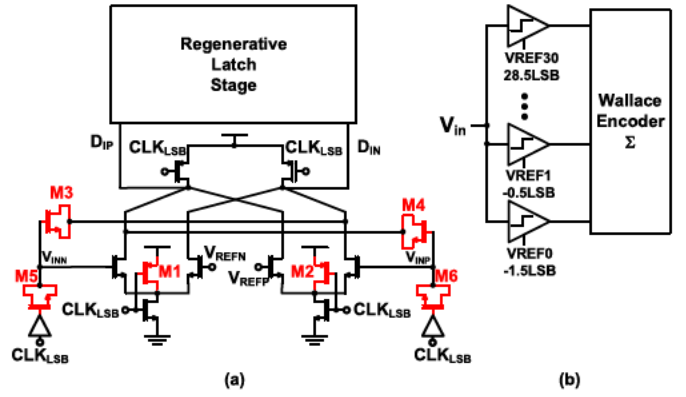 Regenerative
Latch
Stage
DIP
CLKLSB
CLKLSB
DIN
M3
M4
VINN
M1
VREFN
VREFP
M2
VINP
M5
M6
CLKLSB
CLKLSB
CLKLSB
CLKLSB
(a)
Vin
VREF30
28.5LSB
VREF1
-0.5LSB
VREF0
-1.5LSB
Wallace
Encoder
Σ
(b)